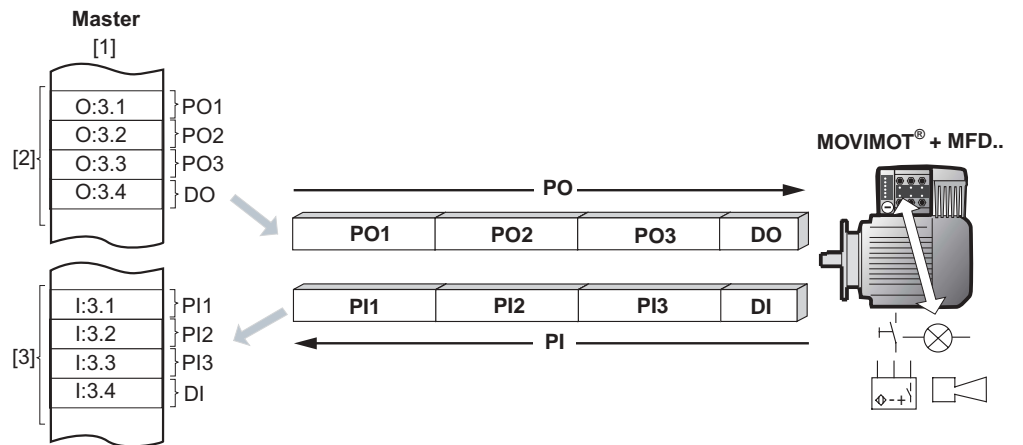 Master
[1]
[2]
O:3.1 PO1
O:3.2 PO2
O:3.3 PO3
O:3.4 DO
MOVIMOT® + MFD..
PO
PO1 PO2 PO3 DO
PI1 PI2 PI3 DI
PI
[3]
I:3.1 PI1
I:3.2 PI2
I:3.3 PI3
I:3.4 DI
- +